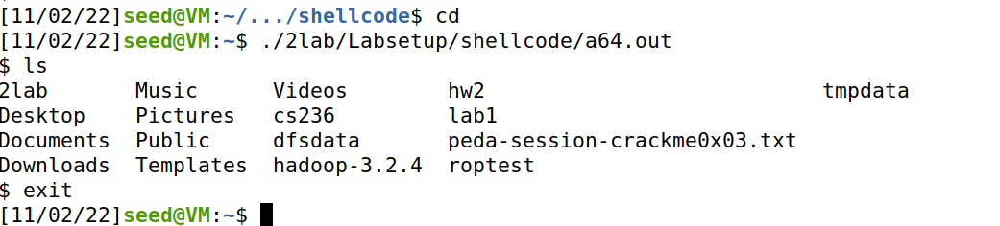 [11/02/22]seed@VM:~/.../shellcode$ cd
[11/02/22]seed@VM:~$ ./2lab/Labsetup/shellcode/a64.out
$ ls
2lab       Music      Videos        hw2                          tmpdata
Desktop    Pictures   cs236         lab1
Documents  Public     dfsdata       peda-session-crackme0x03.txt
Downloads  Templates  hadoop-3.2.4  roptest
$ exit
[11/02/22]seed@VM:~$